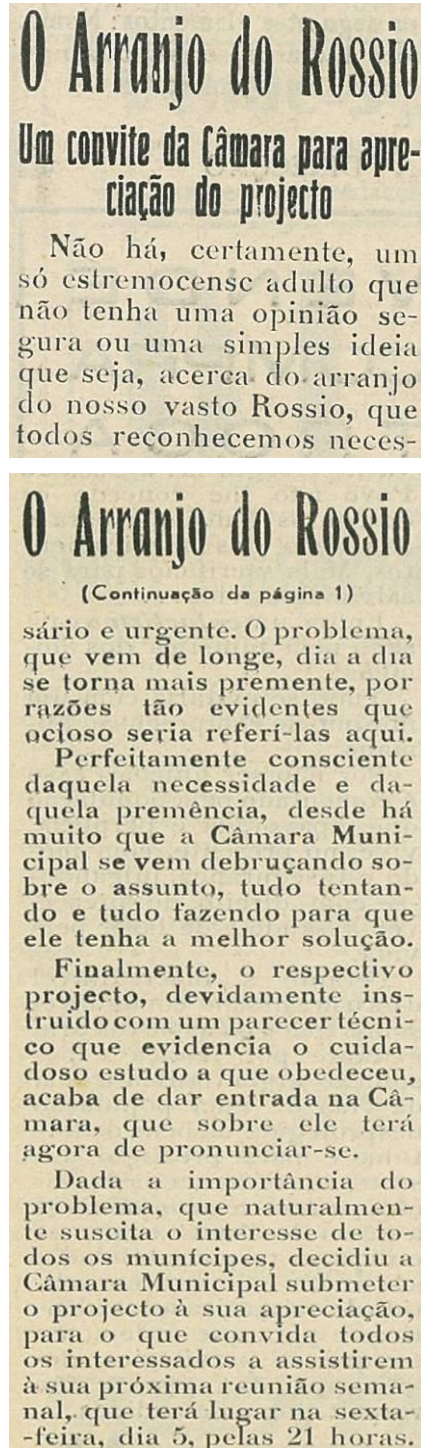 O Arranjo do Rossio
Um convite da Câmara para apre-
ciação do projecto
Não há, certamente, um
só estremocense adulto que
não tenha uma opinião se-
gura ou uma simples ideia
que seja, acerca do arranjo
do nosso vasto Rossio, que
todos reconhecemos neces-
O Arranjo do Rossio
(Continuação da página 1)
sário e urgente. O problema,
que vem de longe, dia a dia
se torna mais premente, por
razões tão evidentes que
ocioso seria referí-las aqui.
Perfeitamente consciente
daquela necessidade e da-
quela premência, desde há
muito que a Câmara Muni-
cipal se vem debruçando so-
bre o assunto, tudo tentan-
do e tudo fazendo para que
ele tenha a melhor solução.
Finalmente, o respectivo
projecto, devidamente ins-
truido com um parecer técni-
co que evidencia o cuida-
doso estudo a que obedeceu,
acaba de dar entrada na Câ-
mara, que sobre ele terá
agora de pronunciar-se.
Dada a importância do
problema, que naturalmen-
te suscita o interesse de to-
dos os munícipes, decidiu a
Câmara Municipal submeter
o projecto à sua apreciação,
para o que convida todos
os interessados a assistirem
à sua próxima reunião sema-
nal, que terá lugar na sexta-
-feira, dia 5, pelas 21 horas.